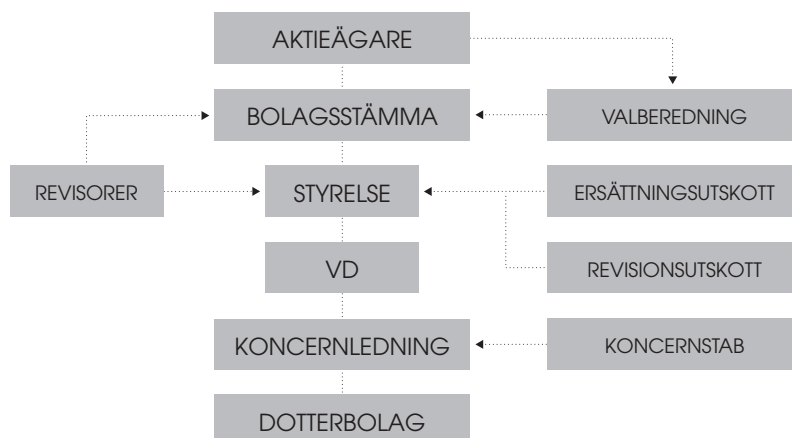 AKTIEÄGARE
BOLAGSSTÄMMA
VALBEREDNING
REVISORER
STYRELSE
ERSÄTTNINGSUTSKOTT
VD
REVISIONSUTSKOTT
KONCERNLEDNING
KONCERNSTAB
DOTTERBOLAG